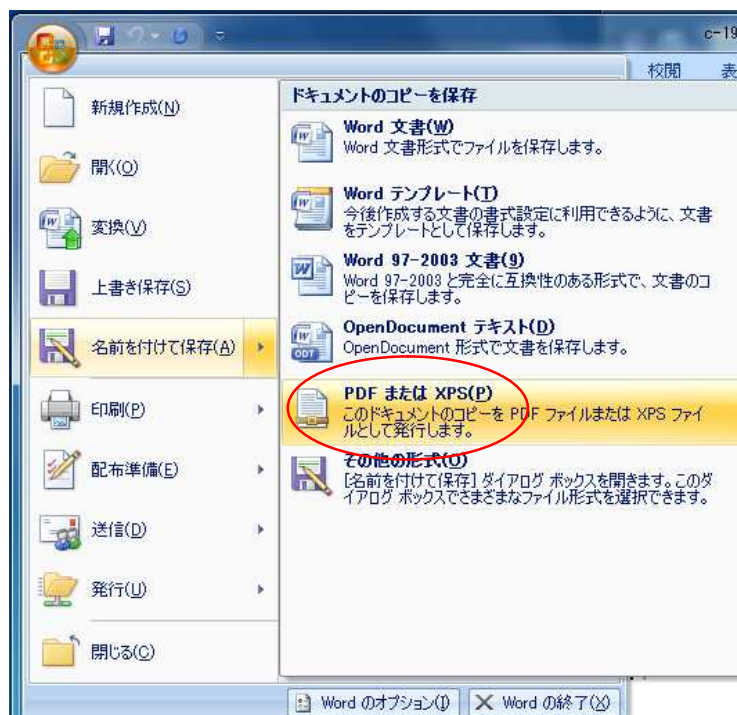 c-19
校閲 表
新規作成(N)
開く(O)
変換(V)
上書き保存(S)
名前を付けて保存(A)
印刷(P)
配布準備(E)
送信(D)
発行(U)
閉じる(C)
ドキュメントのコピーを保存
Word 文書(W)
Word 文書形式でファイルを保存します。
Word テンプレート(T)
今後作成する文書の書式設定に利用できるように、文書
をテンプレートとして保存します。
Word 97-2003 文書(9)
Word 97-2003 と完全に互換性のある形式で、文書のコ
ピーを保存します。
OpenDocument テキスト(D)
OpenDocument 形式で文書を保存します。
PDF または XPS(P)
このドキュメントのコピーを PDF ファイルまたは XPS ファイ
ルとして発行します。
その他の形式(O)
[名前を付けて保存] ダイアログ ボックスを開きます。このダ
イアログ ボックスでさまざまなファイル形式を選択できます。
Word のオプション(I) Word の終了(X)